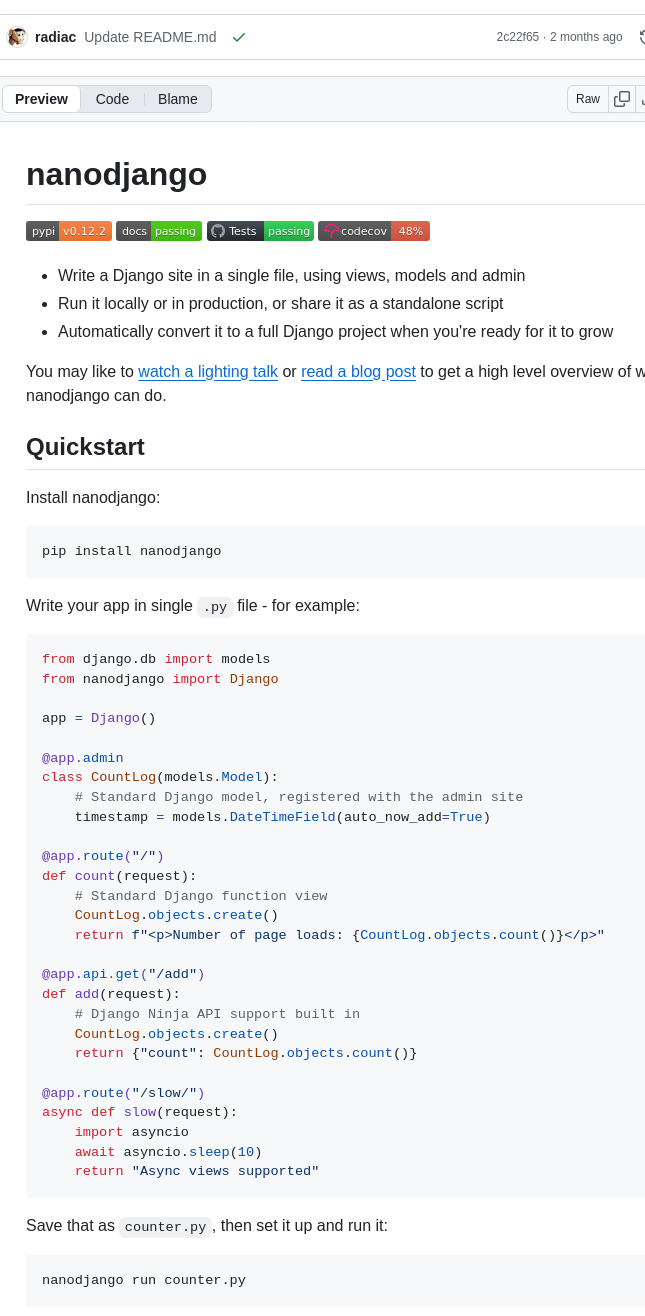 radiac Update README.md 2c22f65 · 2 months ago
Preview Code Blame Raw
nanodjango
pypi v0.12.2 docs passing Tests passing codecov 48%
Write a Django site in a single file, using views, models and admin
Run it locally or in production, or share it as a standalone script
Automatically convert it to a full Django project when you're ready for it to grow
You may like to watch a lighting talk or read a blog post to get a high level overview of w
nanodjango can do.
Quickstart
Install nanodjango:
pip install nanodjango
Write your app in single .py file - for example:
from django.db import models
from nanodjango import Django
app = Django()
@app.admin
class CountLog(models.Model):
    # Standard Django model, registered with the admin site
    timestamp = models.DateTimeField(auto_now_add=True)
@app.route("/")
def count(request):
    # Standard Django function view
    CountLog.objects.create()
    return f"<p>Number of page loads: {CountLog.objects.count()}</p>"
@app.api.get("/add")
def add(request):
    # Django Ninja API support built in
    CountLog.objects.create()
    return {"count": CountLog.objects.count()}
@app.route("/slow/")
async def slow(request):
    import asyncio
    await asyncio.sleep(10)
    return "Async views supported"
Save that as counter.py, then set it up and run it:
nanodjango run counter.py